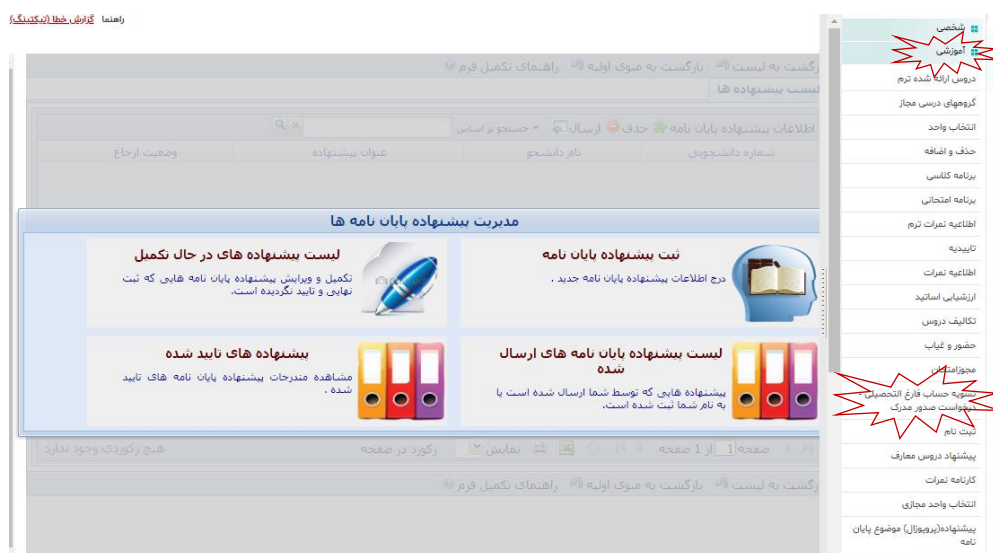 راهنما گزارش خطا (تیکتینگ)
شخصی
آموزشی
دروس ارائه شده ترم
گروههای درسی مجاز
انتخاب واحد
حذف و اضافه
برنامه کلاسی
برنامه امتحانی
اطلاعیه نمرات ترم
تاییدیه
اطلاعیه نمرات
ارزشیابی اساتید
تکالیف دروس
حضور و غیاب
مجوزامتحان
تسویه حساب فارغ التحصیلی -
درخواست صدور مدرک
ثبت نام
پیشنهاد دروس معارف
کارنامه نمرات
انتخاب واحد مجازی
پیشنهاده(پروپوزال) موضوع پایان
نامه
بازگشت به لیست بازگشت به منوی اولیه راهنمای تکمیل فرم
لیست پیشنهاده ها
اطلاعات پیشنهاده پایان نامه حذف ارسال جستجو بر اساس
شماره دانشجویی نام دانشجو عنوان پیشنهاده وضعیت ارجاع
مدیریت پیشنهاده پایان نامه ها
ثبت پیشنهاده پایان نامه
درج اطلاعات پیشنهاده پایان نامه جدید .
لیست پیشنهاده های در حال تکمیل
تکمیل و ویرایش پیشنهاده پایان نامه هایی که ثبت
نهایی و تایید نگردیده است.
لیست پیشنهاده پایان نامه های ارسال
شده
پیشنهاده هایی که توسط شما ارسال شده است یا
به نام شما ثبت شده است.
پیشنهاده های تایید شده
مشاهده مندرجات پیشنهاده پایان نامه های تایید
شده .
صفحه 1 از 1 صفحه نمایش رکورد در صفحه هیچ رکوردی وجود ندارد
بازگشت به لیست بازگشت به منوی اولیه راهنمای تکمیل فرم